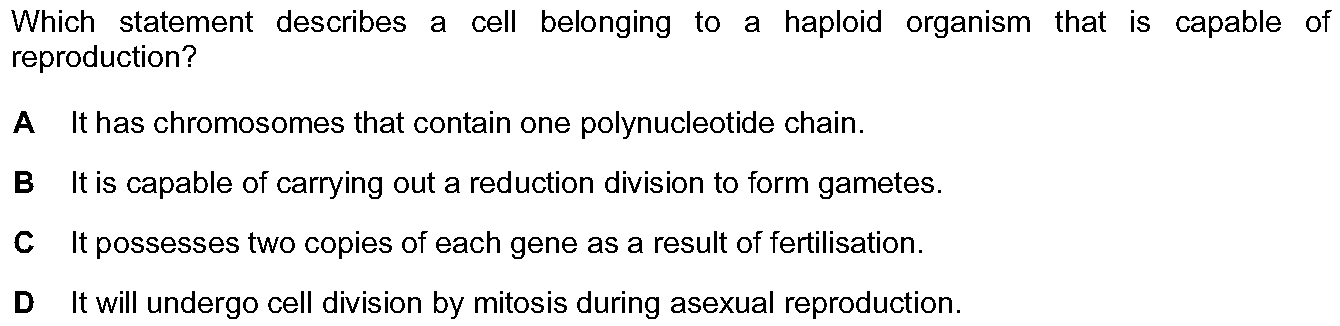 Which statement describes a cell belonging to a haploid organism that is capable of
reproduction?
A It has chromosomes that contain one polynucleotide chain.
B It is capable of carrying out a reduction division to form gametes.
C It possesses two copies of each gene as a result of fertilisation.
D It will undergo cell division by mitosis during asexual reproduction.